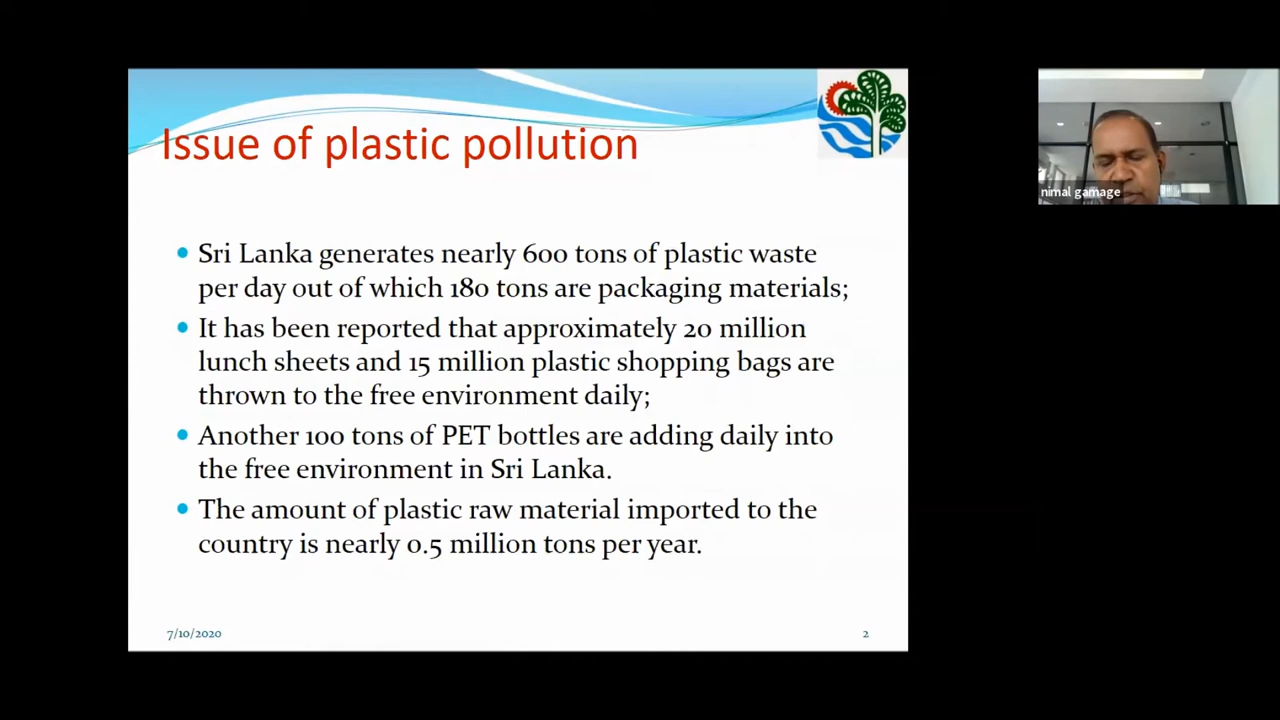 Issue of plastic pollution
Sri Lanka generates nearly 600 tons of plastic waste
per day out of which 180 tons are packaging materials;
It has been reported that approximately 20 million
lunch sheets and 15 million plastic shopping bags are
thrown to the free environment daily;
Another 100 tons of PET bottles are adding daily into
the free environment in Sri Lanka.
The amount of plastic raw material imported to the
country is nearly 0.5 million tons per year.
7/10/2020
2
nimal gamage